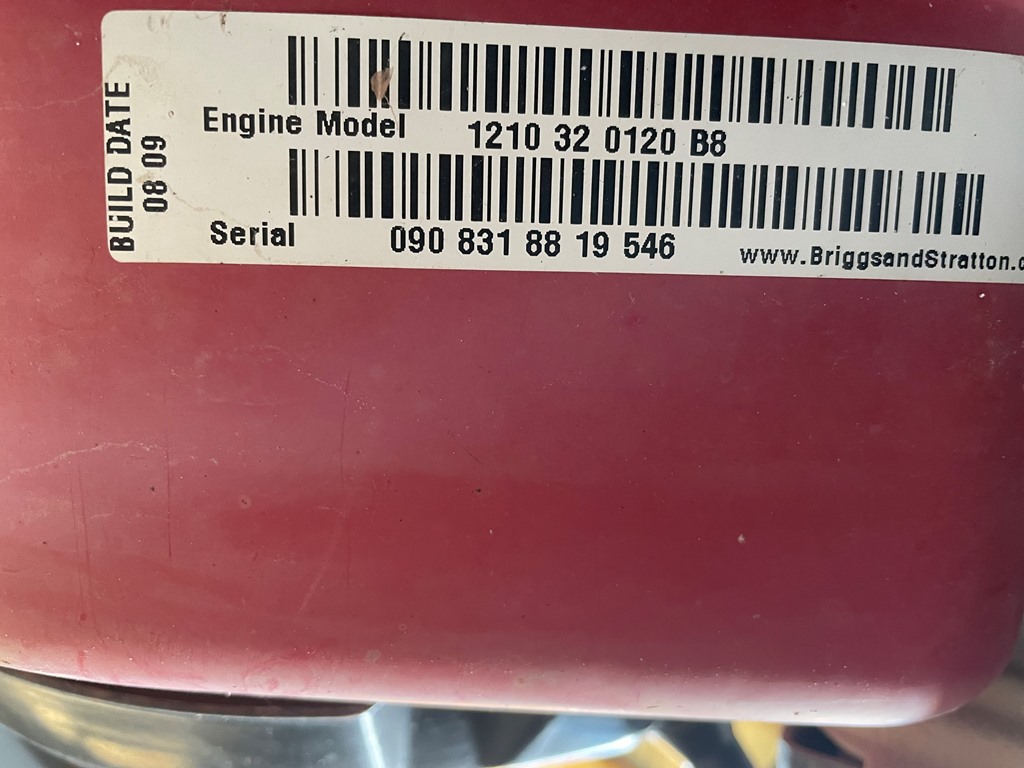 BUILD DATE
08 09
Engine Model 1210 32 0120 B8
Serial 090 831 88 19 546 www.BriggsandStratton.c